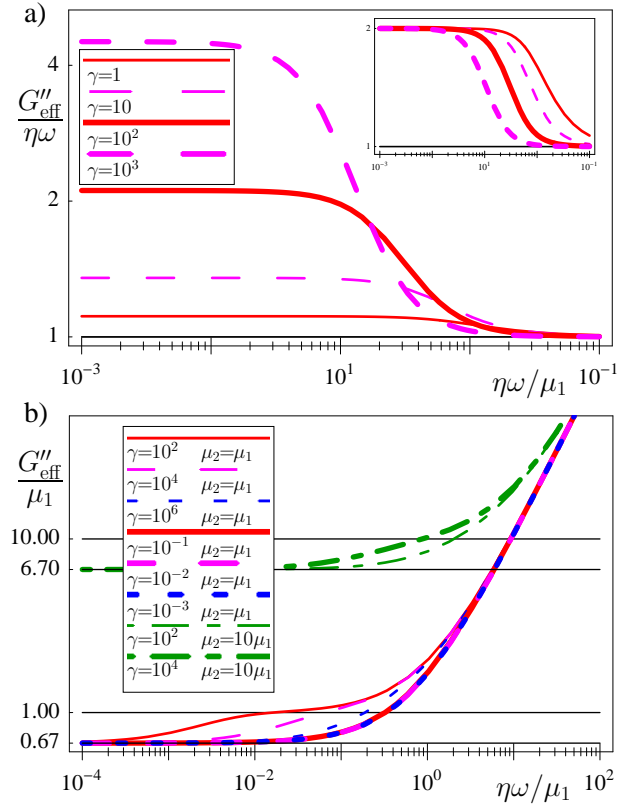 a)
G″eff
ηω
4
2
1
γ=1
γ=10
γ=10²
γ=10³
2
1
10⁻³ 10¹ 10⁻¹
10⁻³ 10¹ 10⁻¹
ηω/μ₁
b)
G″eff
μ₁
10.00
6.70
1.00
0.67
γ=10² μ₂=μ₁
γ=10⁴ μ₂=μ₁
γ=10⁶ μ₂=μ₁
γ=10⁻¹ μ₂=μ₁
γ=10⁻² μ₂=μ₁
γ=10⁻³ μ₂=μ₁
γ=10² μ₂=10μ₁
γ=10⁴ μ₂=10μ₁
10⁻⁴ 10⁻² 10⁰ 10²
ηω/μ₁